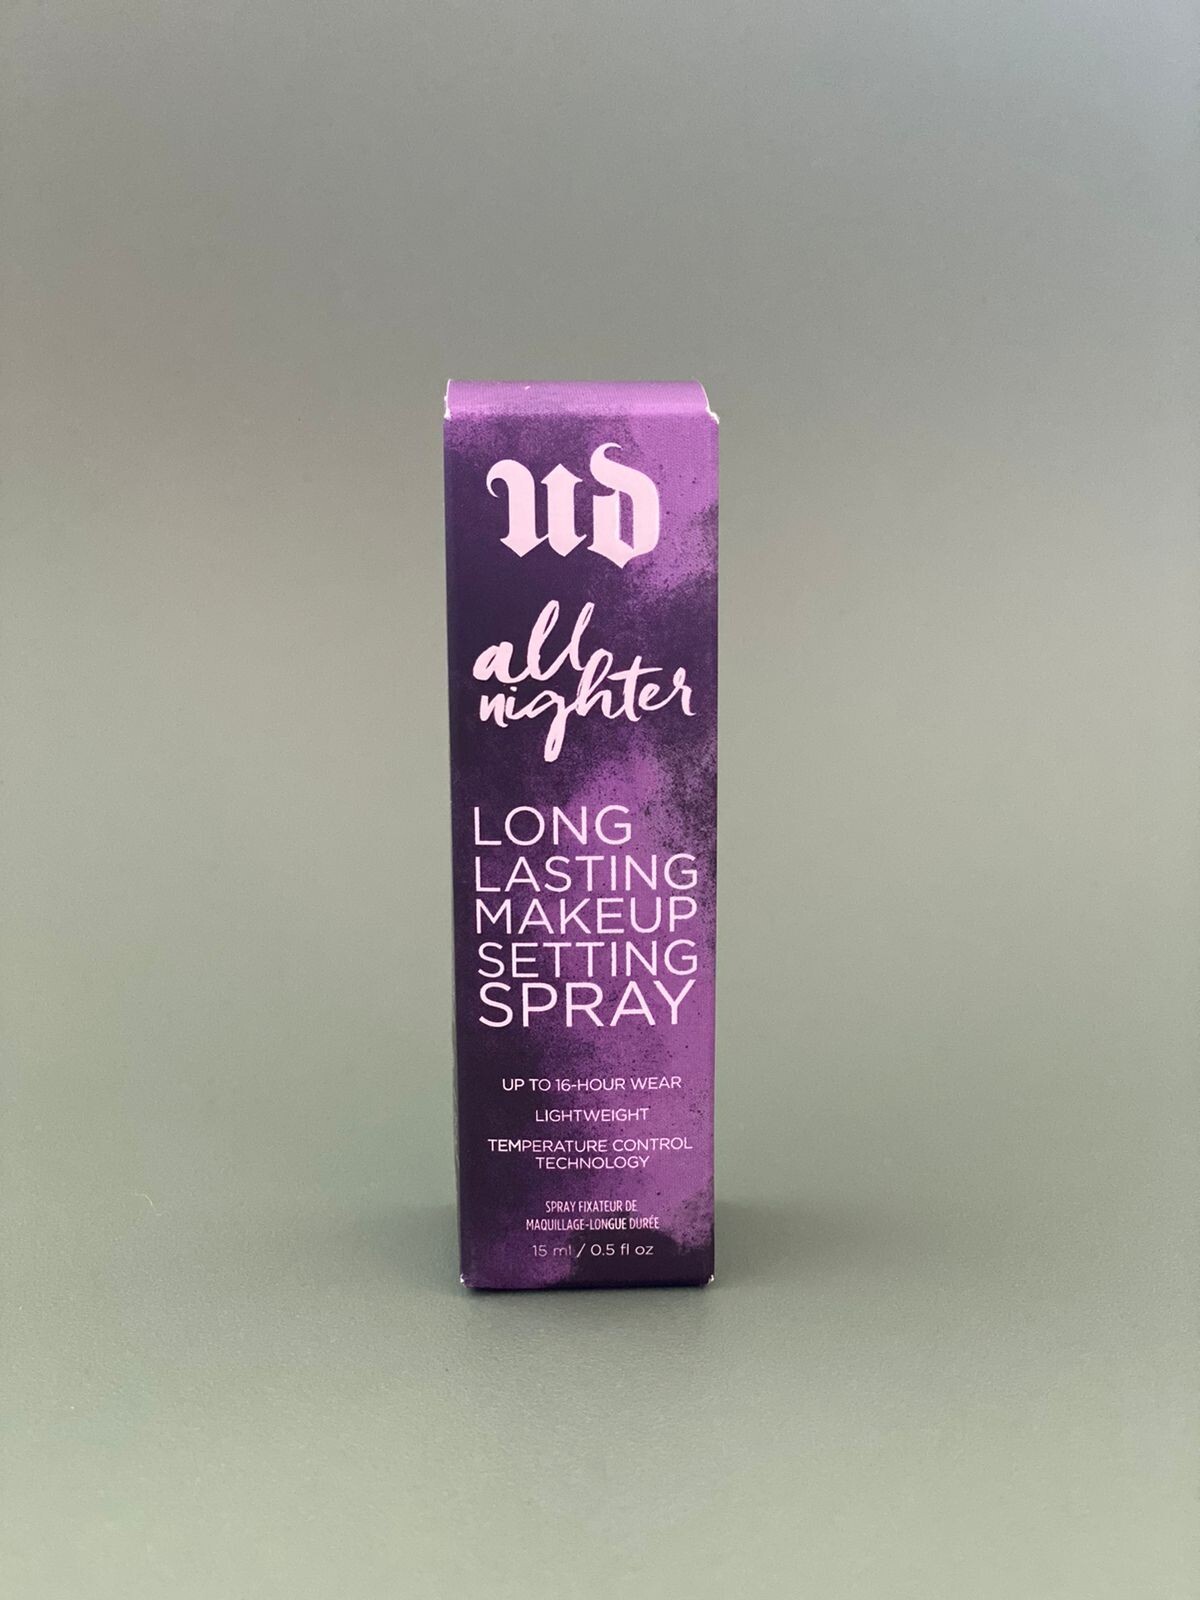 ud
all
nighter
LONG
LASTING
MAKEUP
SETTING
SPRAY
UP TO 16-HOUR WEAR
LIGHTWEIGHT
TEMPERATURE CONTROL
TECHNOLOGY
SPRAY FIXATEUR DE
MAQUILLAGE-LONGUE DURÉE
15 ml / 0.5 fl oz